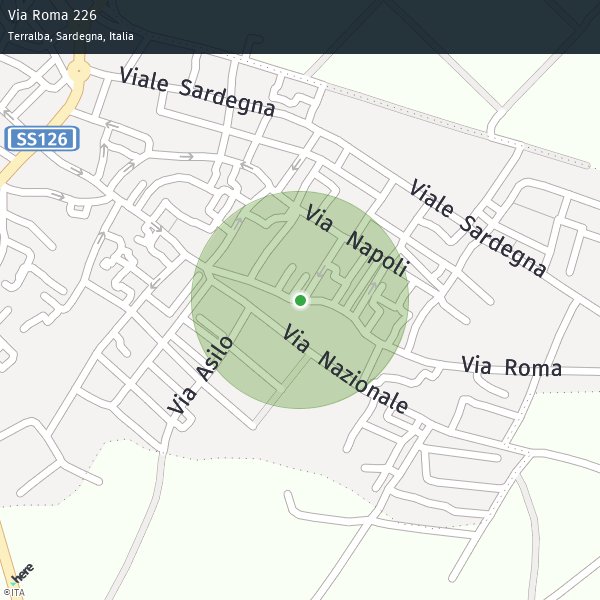 Via Roma 226
Terralba, Sardegna, Italia
Viale Sardegna
SS126
Viale Sardegna
Via Napoli
Via Asilo
Via Nazionale
Via Roma
here
©ITA